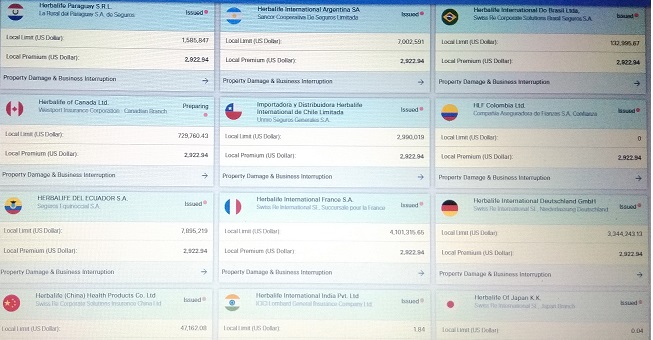 Herbalife Paraguay S.R.L.
La Rural del Paraguay S.A. de Seguros
Issued
Local Limit (US Dollar):
1,585,847
Local Premium (US Dollar):
2,922.94
Property Damage & Business Interruption
Herbalife International Argentina SA
Sancor Cooperativa De Seguros Limitada
Issued
Local Limit (US Dollar):
7,002,591
Local Premium (US Dollar):
2,922.94
Property Damage & Business Interruption
Herbalife International Do Brasil Ltda.
Swiss Re Corporate Solutions Brasil Seguros S.A.
Issued
Local Limit (US Dollar):
132,995.67
Local Premium (US Dollar):
2,922.94
Property Damage & Business Interruption
Herbalife of Canada Ltd.
Westport Insurance Corporation - Canadian Branch
Preparing
Local Limit (US Dollar):
729,760.43
Local Premium (US Dollar):
2,922.94
Property Damage & Business Interruption
Importadora y Distribuidora Herbalife
International de Chile Limitada
Unnio Seguros Generales S.A.
Issued
Local Limit (US Dollar):
2,990,019
Local Premium (US Dollar):
2,922.94
Property Damage & Business Interruption
HLF Colombia Ltd.
Compañia Aseguradora de Fianzas S.A. Confianza
Issued
Local Limit (US Dollar):
0
Local Premium (US Dollar):
2,922.94
Property Damage & Business Interruption
HERBALIFE DEL ECUADOR S.A.
Seguros Equinoccial S.A.
Issued
Local Limit (US Dollar):
7,895,219
Local Premium (US Dollar):
2,922.94
Property Damage & Business Interruption
Herbalife International France S.A.
Swiss Re International SE, Succursale pour la France
Issued
Local Limit (US Dollar):
4,101,315.65
Local Premium (US Dollar):
2,922.94
Property Damage & Business Interruption
Herbalife International Deutschland GmbH
Swiss Re International SE, Niederlassung Deutschland
Issued
Local Limit (US Dollar):
3,344,243.13
Local Premium (US Dollar):
2,922.94
Property Damage & Business Interruption
Herbalife (China) Health Products Co. Ltd
Swiss Re Corporate Solutions Insurance China Ltd
Issued
Local Limit (US Dollar):
47,162.08
Herbalife International India Pvt. Ltd
ICICI Lombard General Insurance Company Ltd.
Issued
Local Limit (US Dollar):
1.84
Herbalife Of Japan K.K.
Swiss Re International SE, Japan Branch
Issued
Local Limit (US Dollar):
0.04